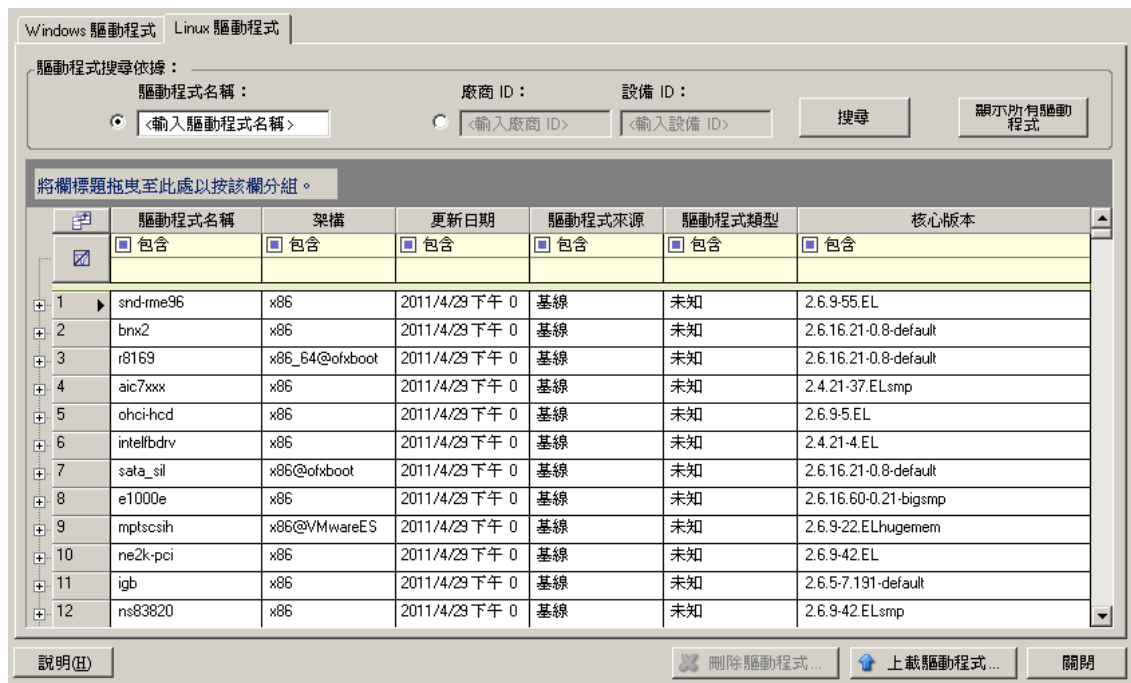 Windows 驅動程式 Linux 驅動程式
驅動程式搜尋依據：
驅動程式名稱： 廠商 ID： 設備 ID：
<輸入驅動程式名稱> <輸入廠商 ID> <輸入設備 ID> 搜尋 顯示所有驅動
程式
將欄標題拖曳至此處以按該欄分組。
驅動程式名稱 架構 更新日期 驅動程式來源 驅動程式類型 核心版本
包含 包含 包含 包含 包含 包含
1 snd-rme96 x86 2011/4/29 下午 0 基線 未知 2.6.9-55.EL
2 bnx2 x86 2011/4/29 下午 0 基線 未知 2.6.16.21-0.8-default
3 r8169 x86_64@ofxboot 2011/4/29 下午 0 基線 未知 2.6.16.21-0.8-default
4 aic7xxx x86 2011/4/29 下午 0 基線 未知 2.4.21-37.ELsmp
5 ohci-hcd x86 2011/4/29 下午 0 基線 未知 2.6.9-5.EL
6 intelfbdrv x86 2011/4/29 下午 0 基線 未知 2.4.21-4.EL
7 sata_sil x86@ofxboot 2011/4/29 下午 0 基線 未知 2.6.16.21-0.8-default
8 e1000e x86 2011/4/29 下午 0 基線 未知 2.6.16.60-0.21-bigsmp
9 mptscsih x86@VMwareES 2011/4/29 下午 0 基線 未知 2.6.9-22.ELhugemem
10 ne2k-pci x86 2011/4/29 下午 0 基線 未知 2.6.9-42.EL
11 igb x86 2011/4/29 下午 0 基線 未知 2.6.5-7.191-default
12 ns83820 x86 2011/4/29 下午 0 基線 未知 2.6.9-42.ELsmp
說明(H) 刪除驅動程式... 上載驅動程式... 關閉